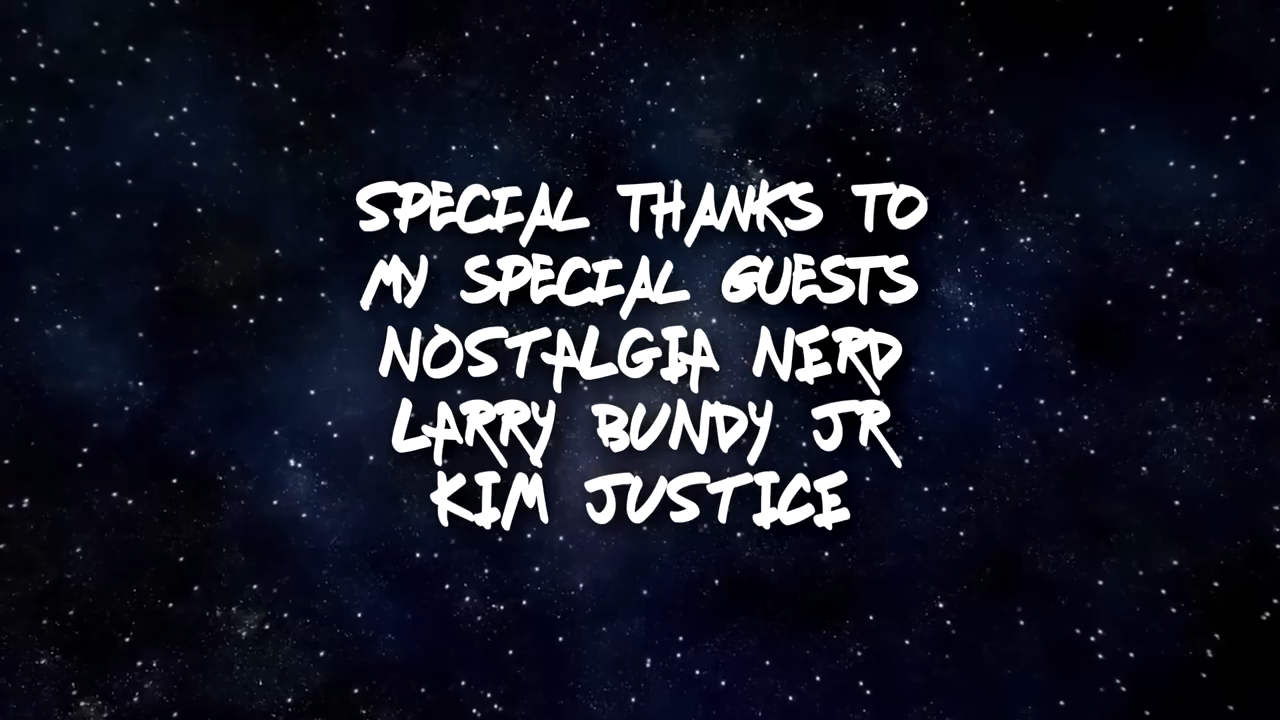 SPECIAL THANKS TO
MY SPECIAL GUESTS
NOSTALGIA NERD
LARRY BUNDY JR
KIM JUSTICE